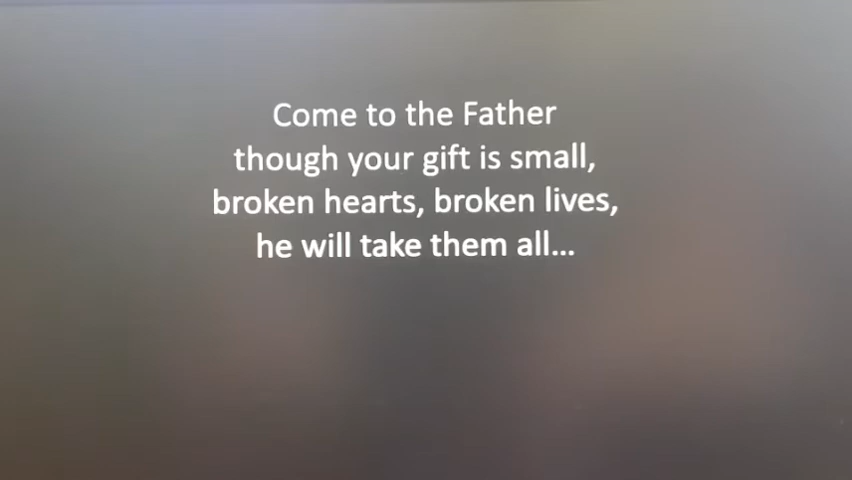 Come to the Father
though your gift is small,
broken hearts, broken lives,
he will take them all...